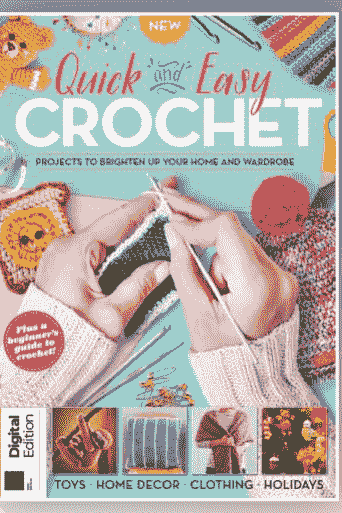 NEW
Quick and Easy
CROCHET
PROJECTS TO BRIGHTEN UP YOUR HOME AND WARDROBE
Plus a
beginner's
guide to
crochet!
Digital
Edition
TOYS · HOME DECOR · CLOTHING · HOLIDAYS